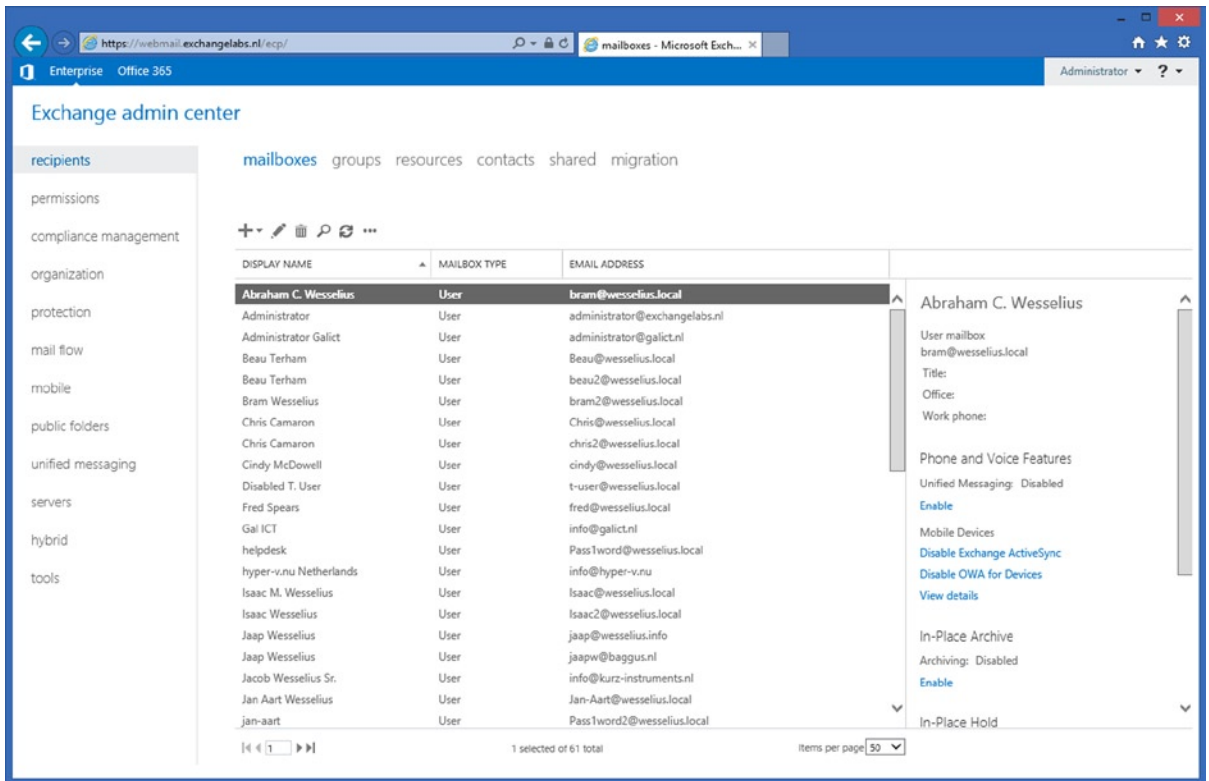 https://webmail.exchangelabs.nl/ecp/
mailboxes - Microsoft Exch...
Enterprise Office 365
Administrator ?
Exchange admin center
recipients
permissions
compliance management
organization
protection
mail flow
mobile
public folders
unified messaging
servers
hybrid
tools
mailboxes groups resources contacts shared migration
DISPLAY NAME MAILBOX TYPE EMAIL ADDRESS
Abraham C. Wesselius User bram@wesselius.local
Administrator User administrator@exchangelabs.nl
Administrator Galict User administrator@galict.nl
Beau Terham User Beau@wesselius.local
Beau Terham User beau2@wesselius.local
Bram Wesselius User bram2@wesselius.local
Chris Camaron User Chris@wesselius.local
Chris Camaron User chris2@wesselius.local
Cindy McDowell User cindy@wesselius.local
Disabled T. User User t-user@wesselius.local
Fred Spears User fred@wesselius.local
Gal ICT User info@galict.nl
helpdesk User Pass1word@wesselius.local
hyper-v.nu Netherlands User info@hyper-v.nu
Isaac M. Wesselius User Isaac@wesselius.local
Isaac Wesselius User Isaac2@wesselius.local
Jaap Wesselius User jaap@wesselius.info
Jaap Wesselius User jaapw@baggus.nl
Jacob Wesselius Sr. User info@kurz-instruments.nl
Jan Aart Wesselius User Jan-Aart@wesselius.local
jan-aart User Pass1word2@wesselius.local
1 1 selected of 61 total Items per page 50
Abraham C. Wesselius
User mailbox
bram@wesselius.local
Title:
Office:
Work phone:
Phone and Voice Features
Unified Messaging: Disabled
Enable
Mobile Devices
Disable Exchange ActiveSync
Disable OWA for Devices
View details
In-Place Archive
Archiving: Disabled
Enable
In-Place Hold